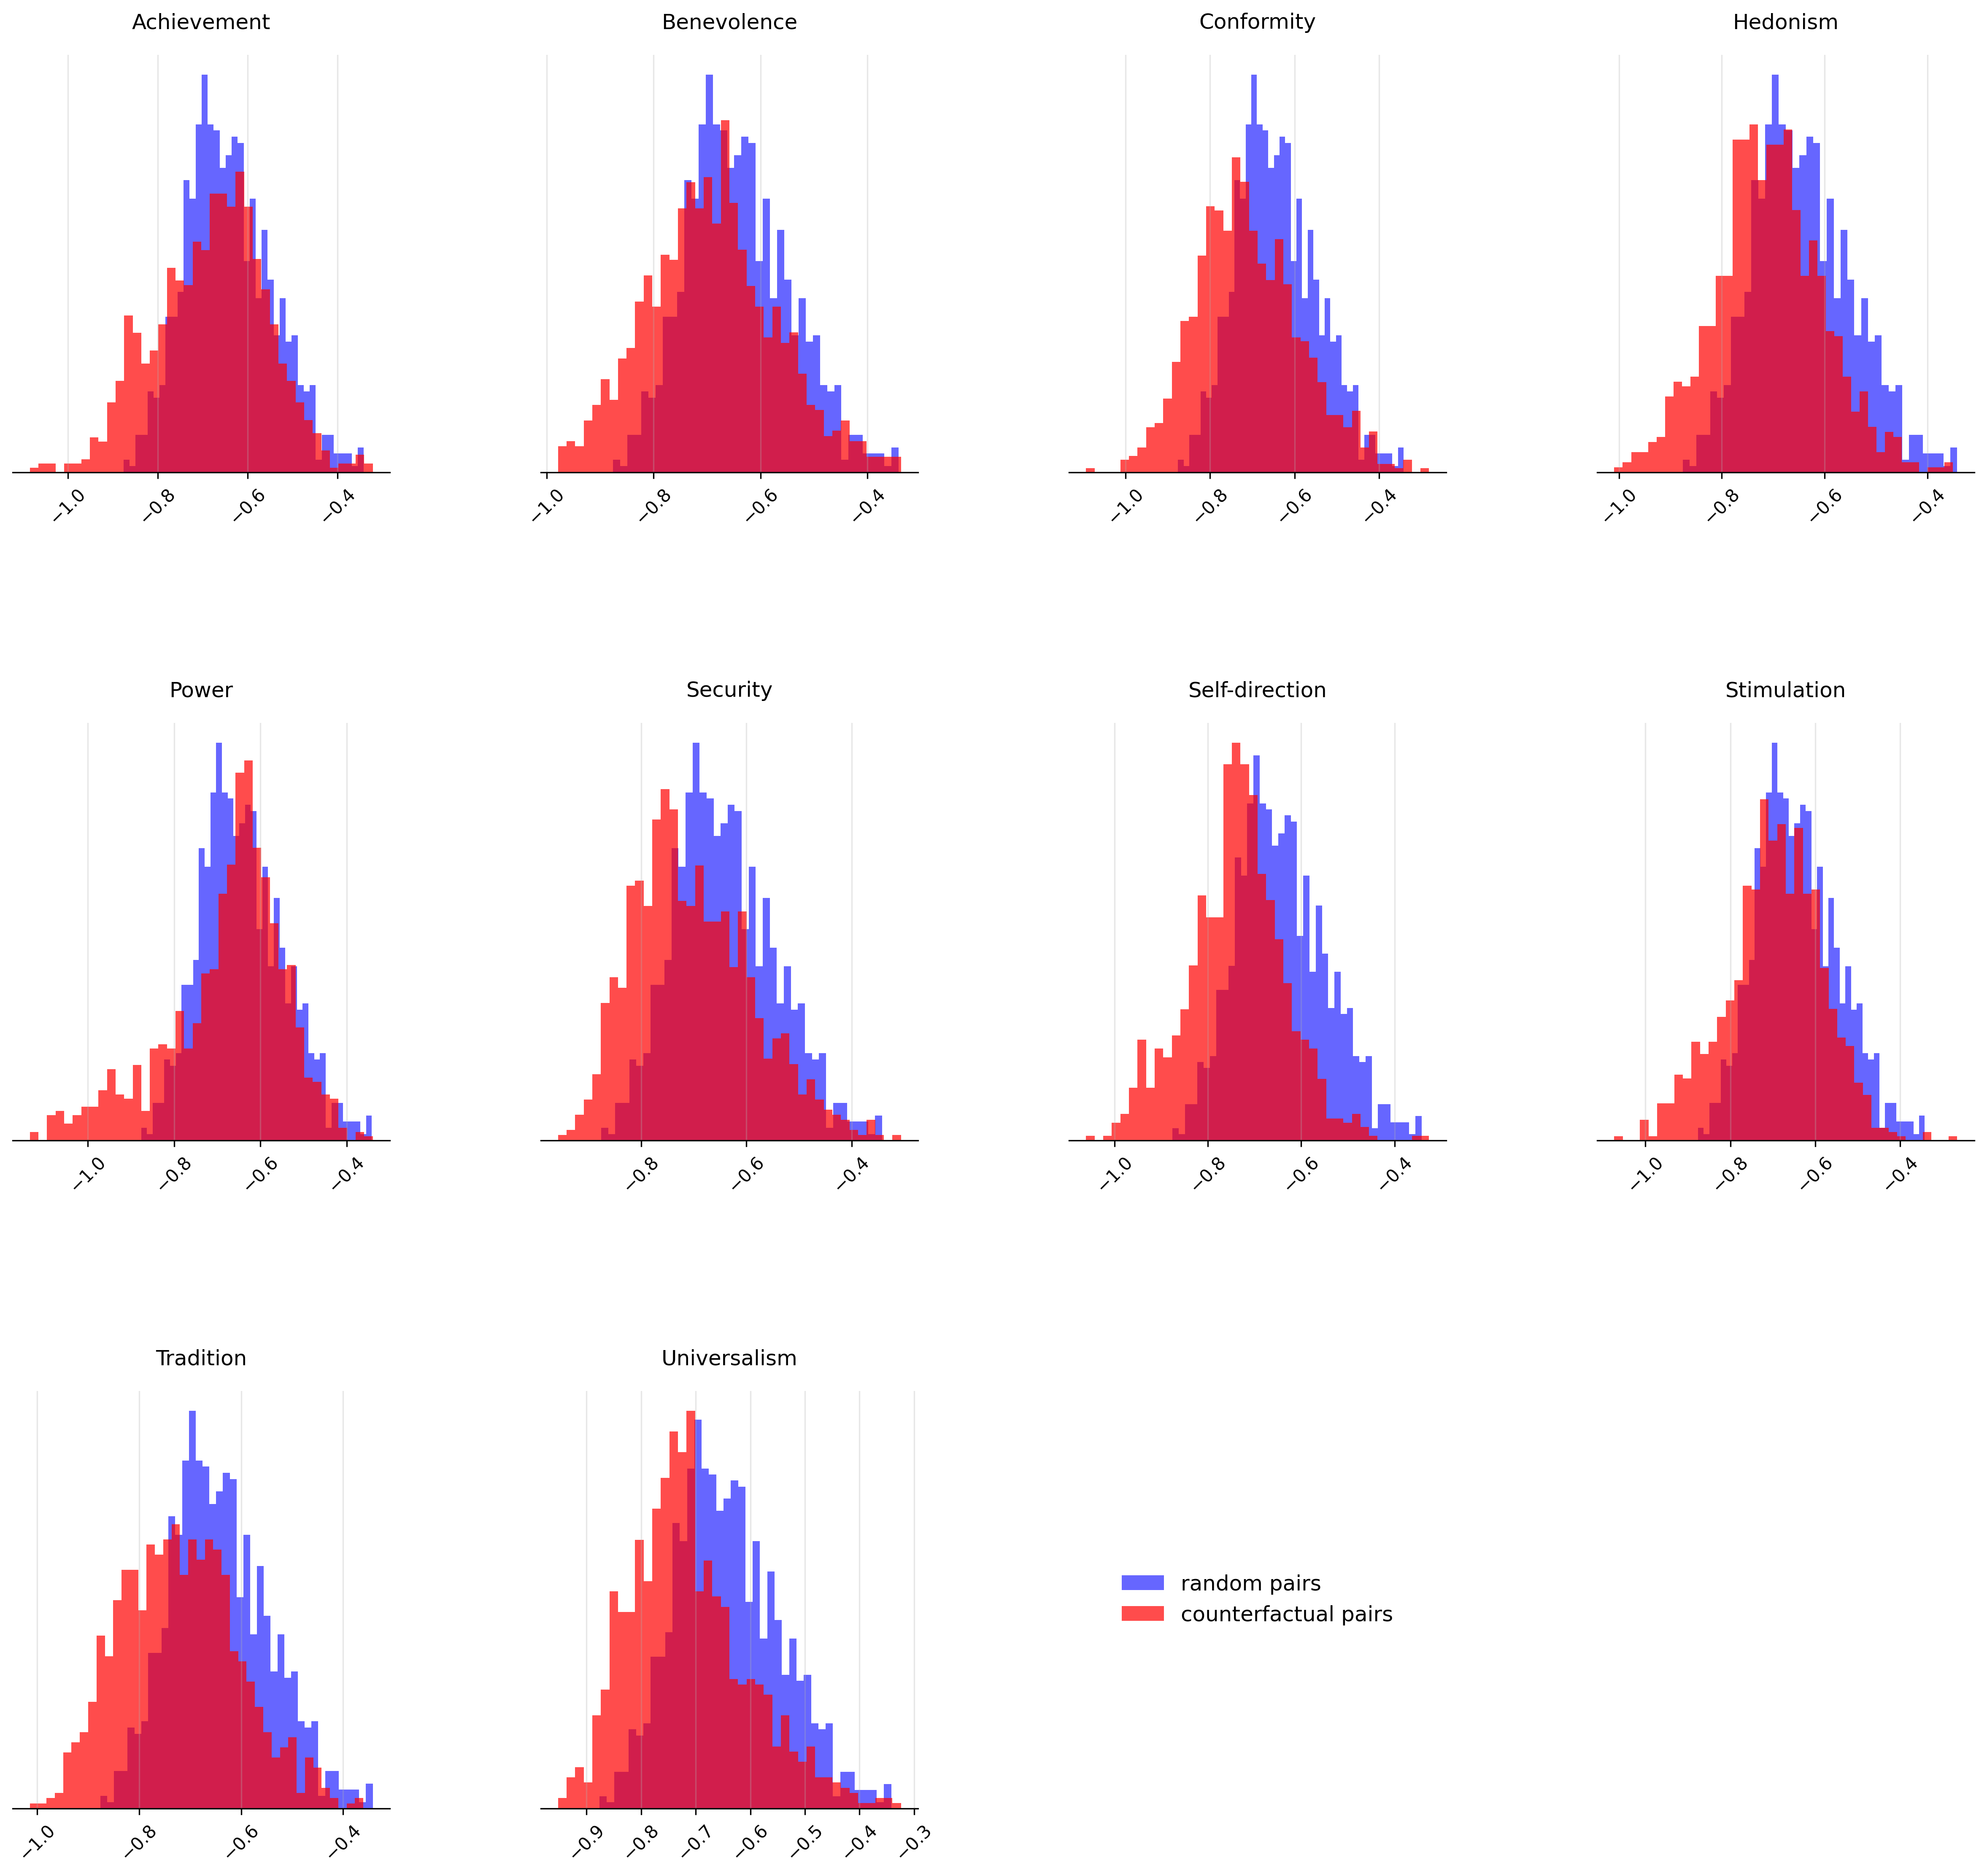 Achievement
Benevolence
Conformity
Hedonism
−1.0 −0.8 −0.6 −0.4
−1.0 −0.8 −0.6 −0.4
−1.0 −0.8 −0.6 −0.4
−1.0 −0.8 −0.6 −0.4
Power
Security
Self-direction
Stimulation
−1.0 −0.8 −0.6 −0.4
−0.8 −0.6 −0.4
−1.0 −0.8 −0.6 −0.4
−1.0 −0.8 −0.6 −0.4
Tradition
Universalism
random pairs
counterfactual pairs
−1.0 −0.8 −0.6 −0.4
−0.9 −0.8 −0.7 −0.6 −0.5 −0.4 −0.3